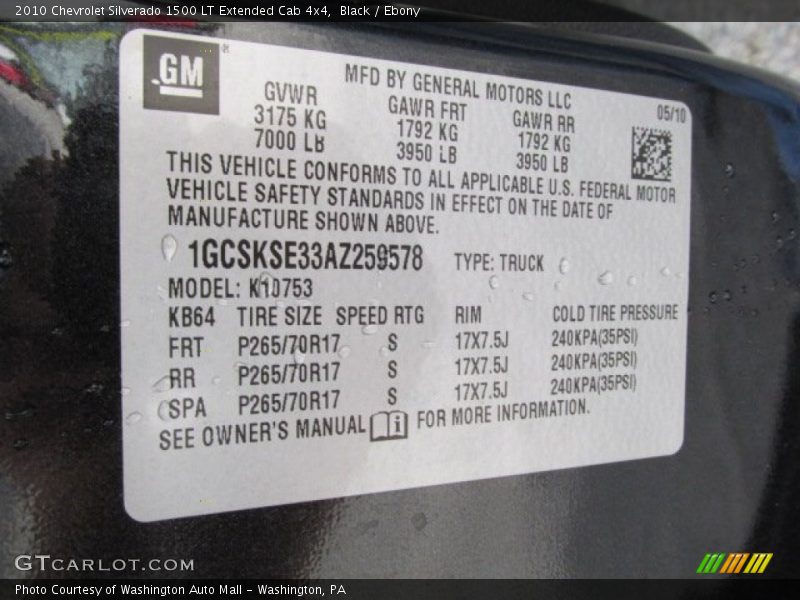 2010 Chevrolet Silverado 1500 LT Extended Cab 4x4, Black / Ebony
GM®
MFD BY GENERAL MOTORS LLC
GVWR GAWR FRT GAWR RR 05/10
3175 KG 1792 KG 1792 KG
7000 LB 3950 LB 3950 LB
THIS VEHICLE CONFORMS TO ALL APPLICABLE U.S. FEDERAL MOTOR
VEHICLE SAFETY STANDARDS IN EFFECT ON THE DATE OF
MANUFACTURE SHOWN ABOVE.
1GCSKSE33AZ259578 TYPE: TRUCK
MODEL: K10753
KB64 TIRE SIZE SPEED RTG RIM COLD TIRE PRESSURE
FRT P265/70R17 S 17X7.5J 240KPA(35PSI)
RR P265/70R17 S 17X7.5J 240KPA(35PSI)
SPA P265/70R17 S 17X7.5J 240KPA(35PSI)
SEE OWNER'S MANUAL i FOR MORE INFORMATION.
GTCARLOT.COM
Photo Courtesy of Washington Auto Mall - Washington, PA